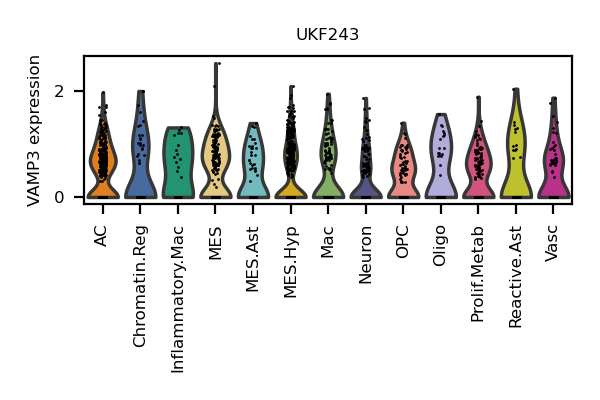 UKF243
VAMP3 expression
2
0
AC
Chromatin.Reg
Inflammatory.Mac
MES
MES.Ast
MES.Hyp
Mac
Neuron
OPC
Oligo
Prolif.Metab
Reactive.Ast
Vasc